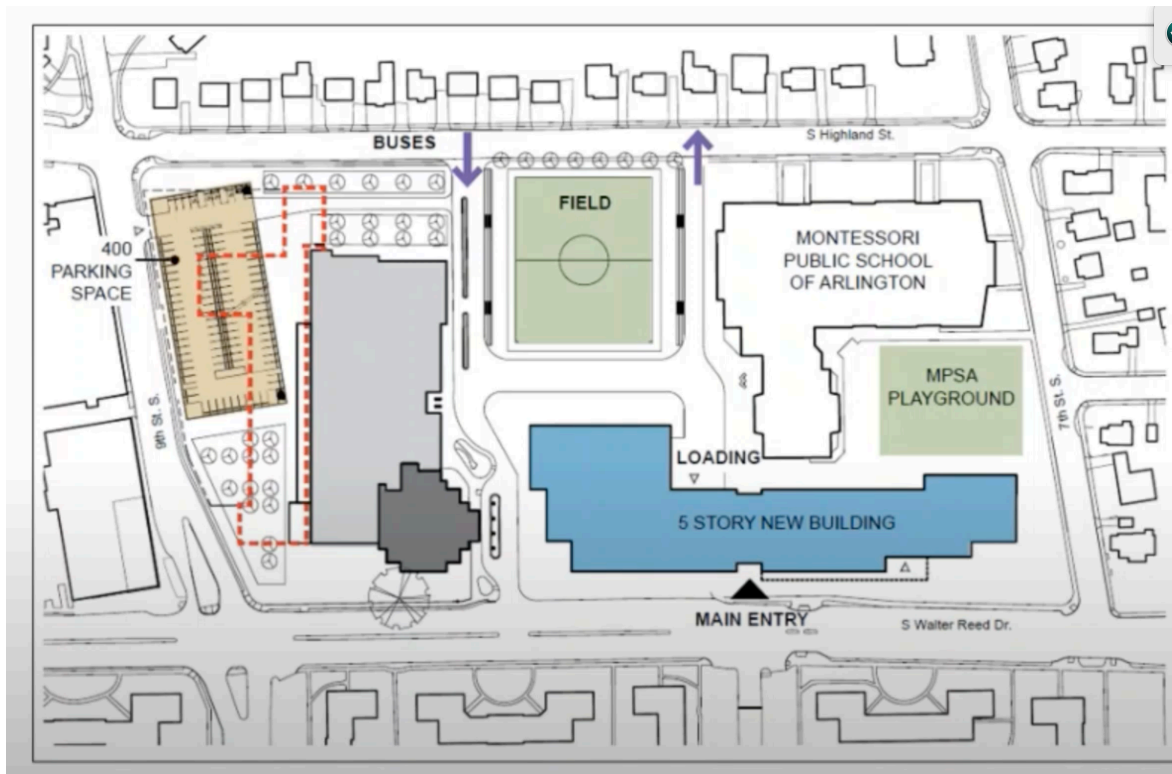 S Highland St.
BUSES
FIELD
400
PARKING
SPACE
MONTESSORI
PUBLIC SCHOOL
OF ARLINGTON
MPSA
PLAYGROUND
9th St. S.
7th St. S.
LOADING
5 STORY NEW BUILDING
MAIN ENTRY
S Walter Reed Dr.